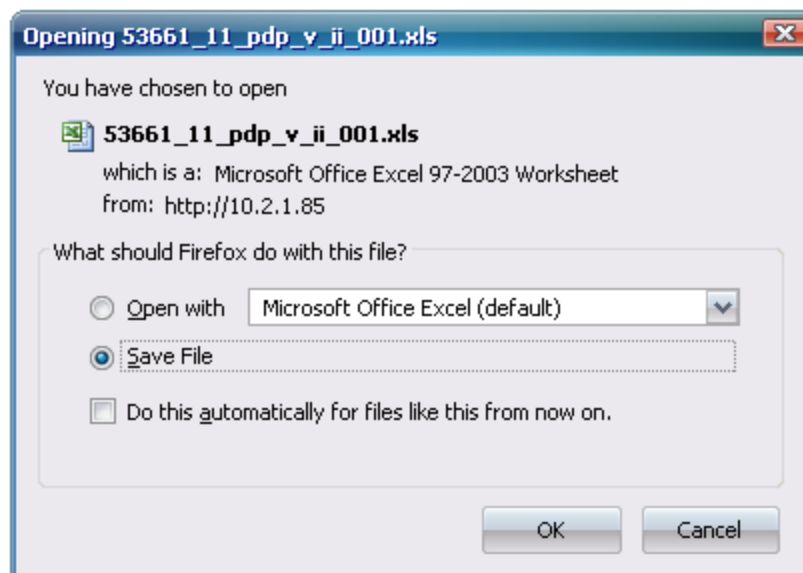 Opening 53661_11_pdp_v_ii_001.xls
You have chosen to open
53661_11_pdp_v_ii_001.xls
which is a: Microsoft Office Excel 97-2003 Worksheet
from: http://10.2.1.85
What should Firefox do with this file?
Open with Microsoft Office Excel (default)
Save File
Do this automatically for files like this from now on.
OK Cancel